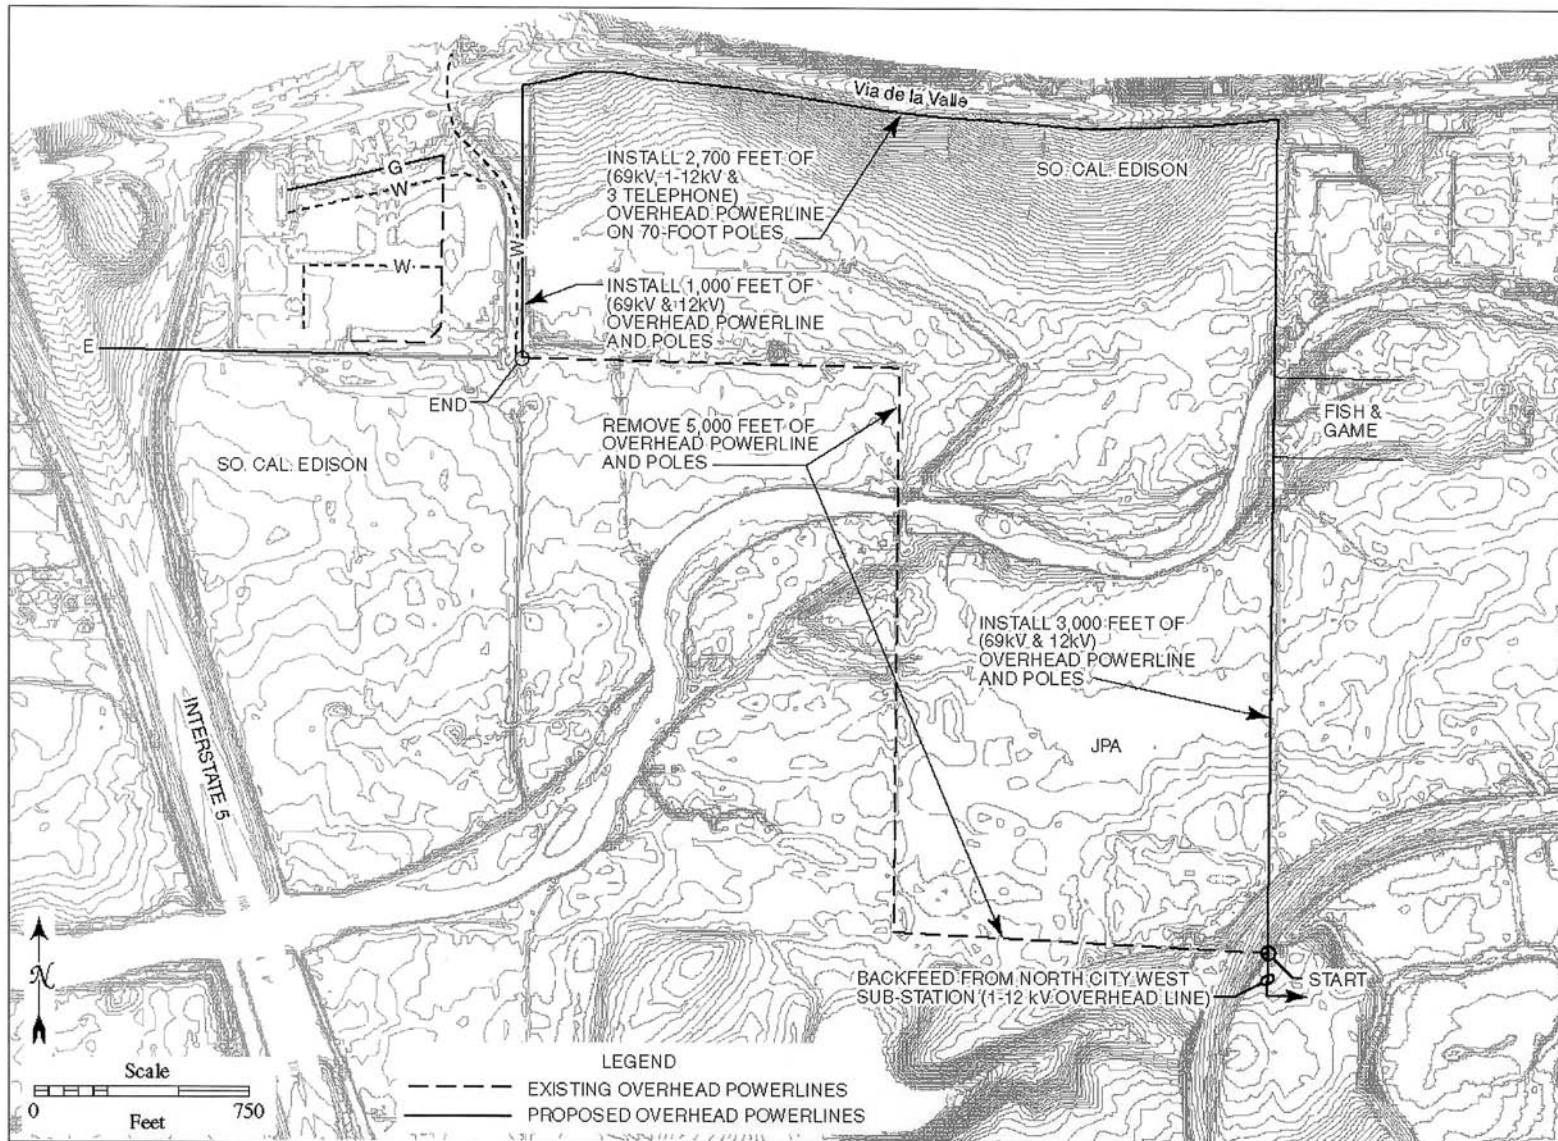 Via de la Valle
INSTALL 2,700 FEET OF
(69kV, 1-12kV &
3 TELEPHONE)
OVERHEAD POWERLINE
ON 70-FOOT POLES
SO. CAL. EDISON
G
W
W
W
INSTALL 1,000 FEET OF
(69kV & 12kV)
OVERHEAD POWERLINE
AND POLES
E
END
REMOVE 5,000 FEET OF
OVERHEAD POWERLINE
AND POLES
FISH &
GAME
SO. CAL. EDISON
INSTALL 3,000 FEET OF
(69kV & 12kV)
OVERHEAD POWERLINE
AND POLES
INTERSTATE 5
JPA
BACKFEED FROM NORTH CITY WEST
SUB-STATION (1-12 kV OVERHEAD LINE)
START
N
Scale
0 750
Feet
LEGEND
EXISTING OVERHEAD POWERLINES
PROPOSED OVERHEAD POWERLINES